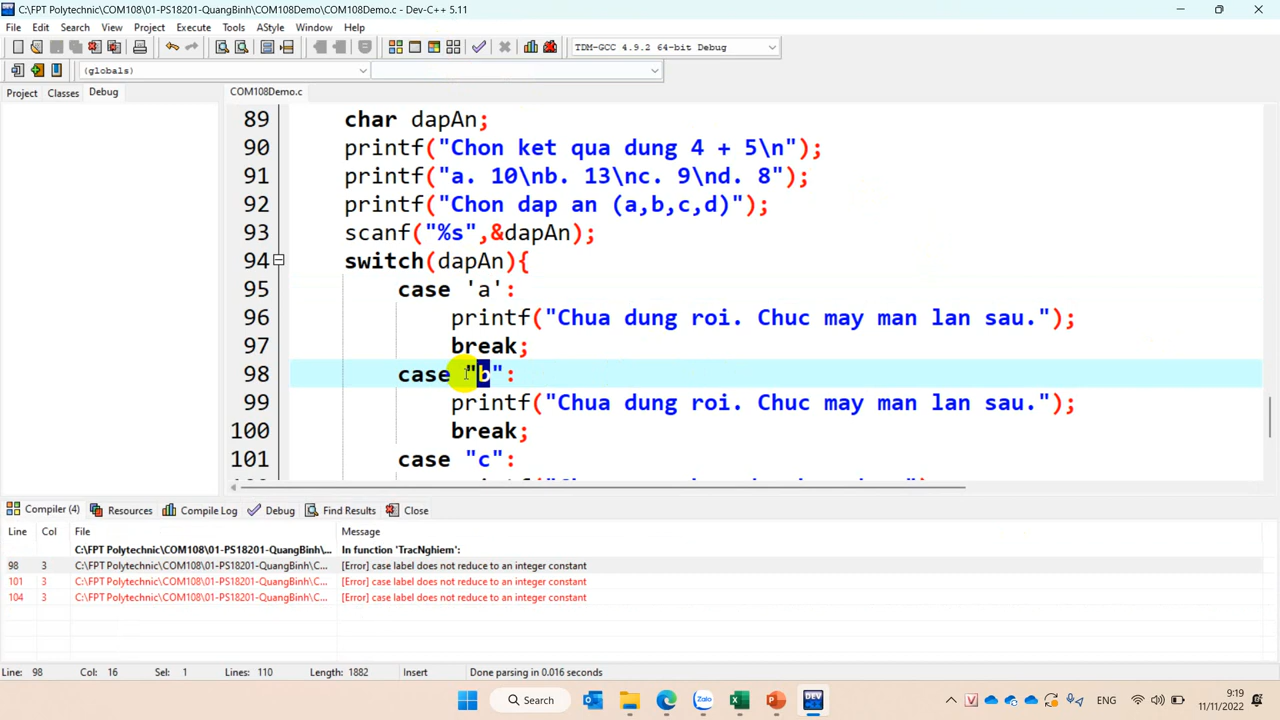 C:\FPT Polytechnic\COM108\01-PS18201-QuangBinh\COM108Demo\COM108Demo.c - Dev-C++ 5.11
File Edit Search View Project Execute Tools AStyle Window Help
TDM-GCC 4.9.2 64-bit Debug
(globals)
Project Classes Debug COM108Demo.c
89 char dapAn;
90 printf("Chon ket qua dung 4 + 5\n");
91 printf("a. 10\nb. 13\nc. 9\nd. 8");
92 printf("Chon dap an (a,b,c,d)");
93 scanf("%s",&dapAn);
94 switch(dapAn){
95 case 'a':
96 printf("Chua dung roi. Chuc may man lan sau.");
97 break;
98 case "b":
99 printf("Chua dung roi. Chuc may man lan sau.");
100 break;
101 case "c":
Compiler (4) Resources Compile Log Debug Find Results Close
Line Col File Message
C:\FPT Polytechnic\COM108\01-PS18201-QuangBinh\... In function 'TracNghiem':
98 3 C:\FPT Polytechnic\COM108\01-PS18201-QuangBinh\C... [Error] case label does not reduce to an integer constant
101 3 C:\FPT Polytechnic\COM108\01-PS18201-QuangBinh\C... [Error] case label does not reduce to an integer constant
104 3 C:\FPT Polytechnic\COM108\01-PS18201-QuangBinh\C... [Error] case label does not reduce to an integer constant
Line: 98 Col: 16 Sel: 1 Lines: 110 Length: 1882 Insert Done parsing in 0.016 seconds
Search Zalo DEV ENG 9:19
11/11/2022